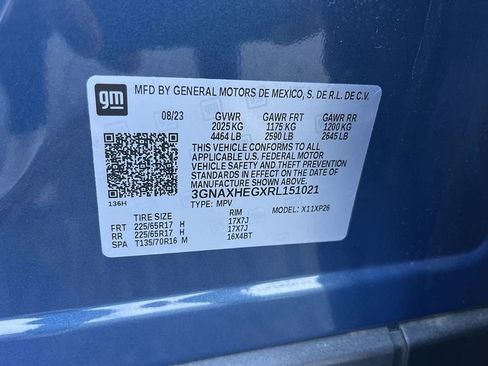 gm
MFD BY GENERAL MOTORS DE MEXICO, S. DE R.L. DE C.V.
08/23 GVWR GAWR FRT GAWR RR
2025 KG 1175 KG 1200 KG
4464 LB 2590 LB 2645 LB
THIS VEHICLE CONFORMS TO ALL
APPLICABLE U.S. FEDERAL MOTOR
VEHICLE SAFETY AND THEFT PREVENTION
STANDARDS IN EFFECT ON THE DATE
OF MANUFACTURE SHOWN ABOVE.
3GNAXHEGXRL151021
136H TYPE: MPV MODEL: X11XP26
TIRE SIZE RIM
FRT 225/65R17 H 17X7J
RR 225/65R17 H 17X7J
SPA T135/70R16 M 16X4BT